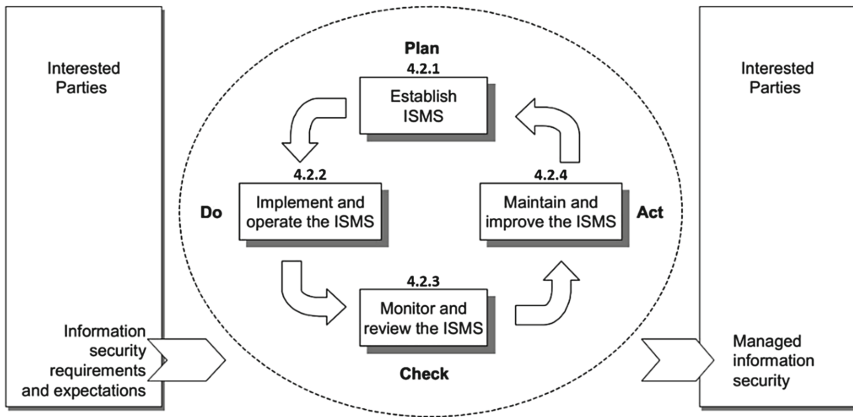 Interested
Parties
Information
security
requirements
and expectations
Plan
4.2.1
Establish
ISMS
4.2.2
Do
Implement and
operate the ISMS
4.2.3
Monitor and
review the ISMS
Check
4.2.4
Maintain and
improve the ISMS
Act
Interested
Parties
Managed
information
security